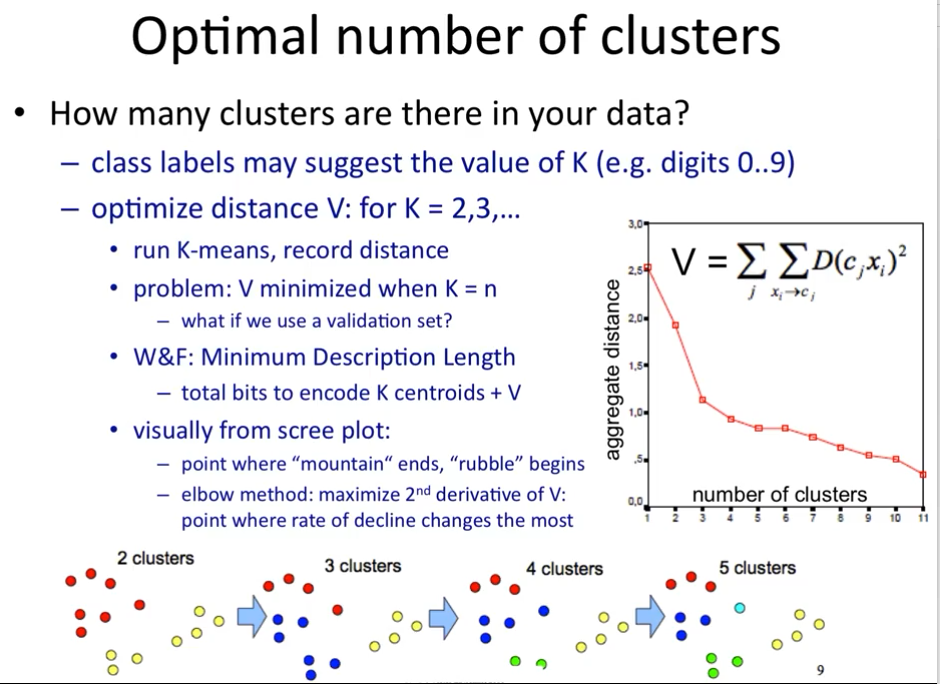 Optimal number of clusters
• How many clusters are there in your data?
– class labels may suggest the value of K (e.g. digits 0..9)
– optimize distance V: for K = 2,3,...
• run K-means, record distance
• problem: V minimized when K = n
– what if we use a validation set?
• W&F: Minimum Description Length
– total bits to encode K centroids + V
• visually from scree plot:
– point where “mountain“ ends, “rubble” begins
– elbow method: maximize 2nd derivative of V:
point where rate of decline changes the most
V = ∑ ∑ D(c_j x_i)²
j x_i→c_j
aggregate distance
3,0
2,5
2,0
1,5
1,0
,5
0,0
number of clusters
1 2 3 4 5 6 7 8 9 10 11
2 clusters
3 clusters
4 clusters
5 clusters
9